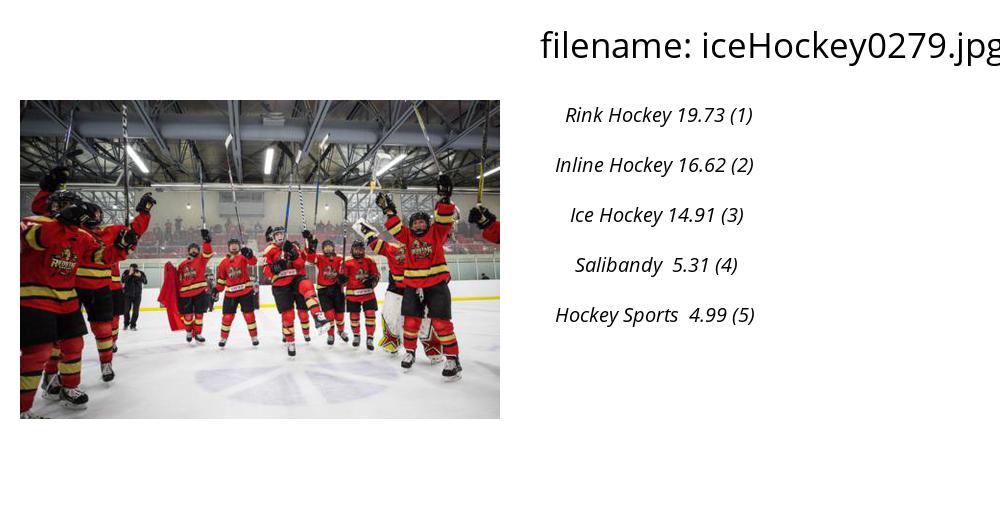 filename: iceHockey0279.jpg
Rink Hockey 19.73 (1)
Inline Hockey 16.62 (2)
Ice Hockey 14.91 (3)
Salibandy 5.31 (4)
Hockey Sports 4.99 (5)